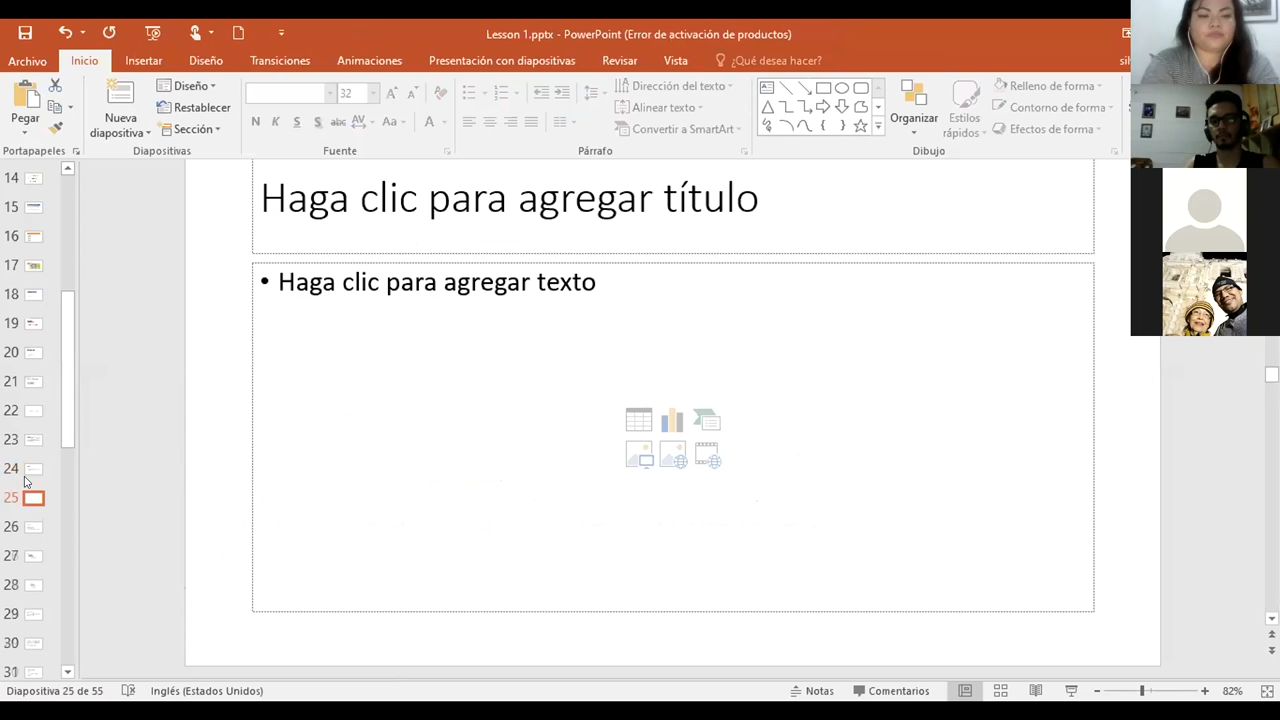 Lesson 1.pptx - PowerPoint (Error de activación de productos)
Archivo Inicio Insertar Diseño Transiciones Animaciones Presentación con diapositivas Revisar Vista ¿Qué desea hacer?
Pegar
Nueva diapositiva
Diseño
Restablecer
Sección
32
N K S S abc AV Aa A
Dirección del texto
Alinear texto
Convertir a SmartArt
Organizar
Estilos rápidos
Relleno de forma
Contorno de forma
Efectos de forma
Portapapeles Diapositivas Fuente Párrafo Dibujo
14
15
16
17
18
19
20
21
22
23
24
25
26
27
28
29
30
31
Haga clic para agregar título
• Haga clic para agregar texto
Diapositiva 25 de 55 Inglés (Estados Unidos) Notas Comentarios 82%